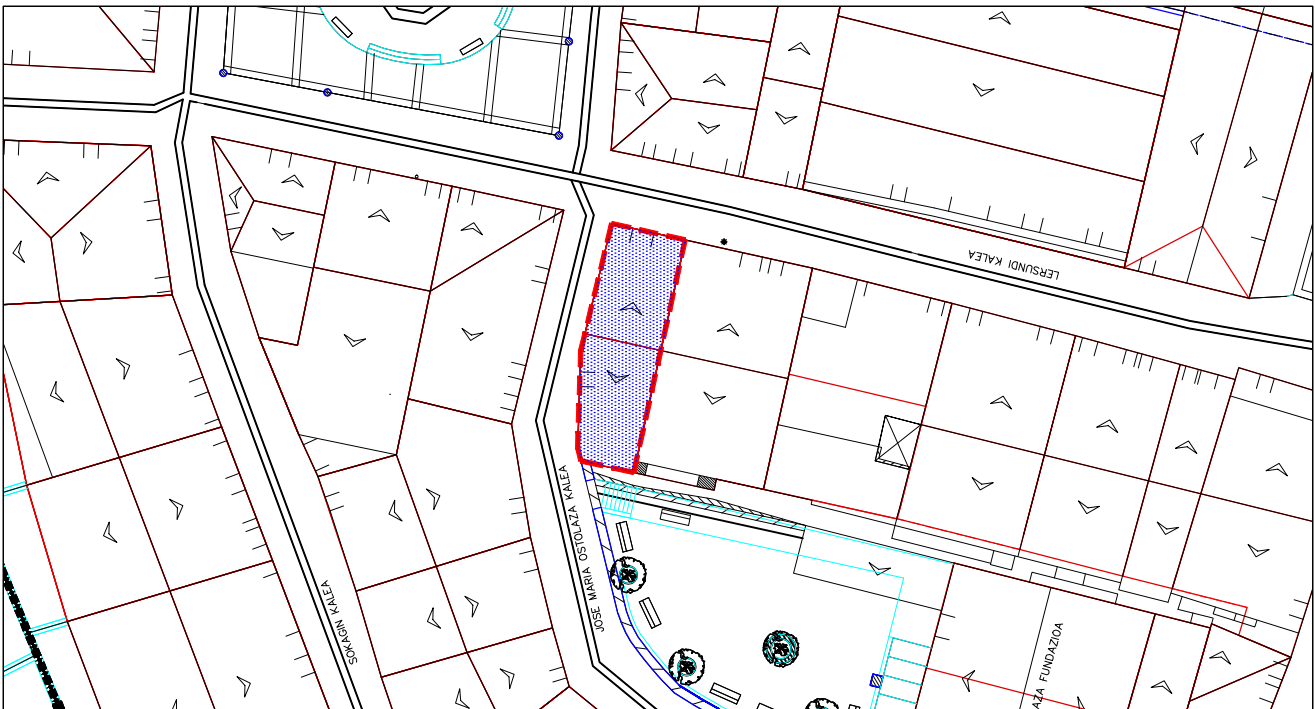 LERSUNDI KALEA
JOSE MARIA OSTOLAZA KALEA
SOKAGIN KALEA
AZA FUNDAZIOA